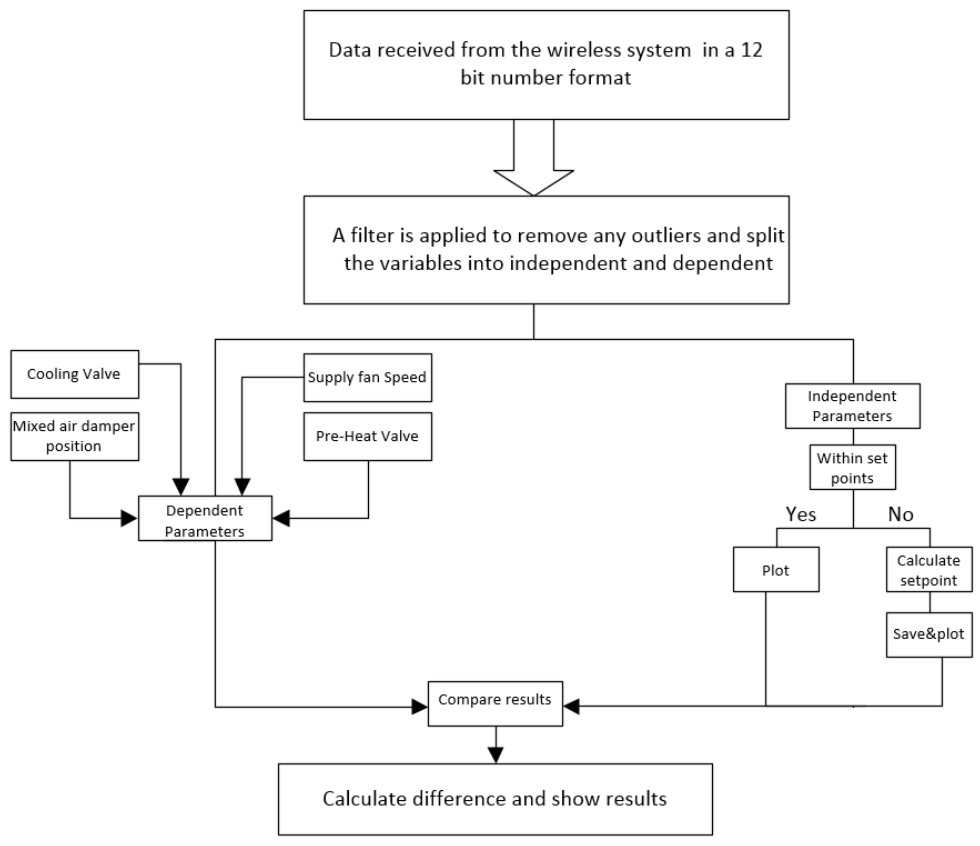 Data received from the wireless system in a 12
bit number format
A filter is applied to remove any outliers and split
the variables into independent and dependent
Cooling Valve
Supply fan Speed
Mixed air damper
position
Pre-Heat Valve
Dependent
Parameters
Independent
Parameters
Within set
points
Yes
No
Plot
Calculate
setpoint
Save&plot
Compare results
Calculate difference and show results